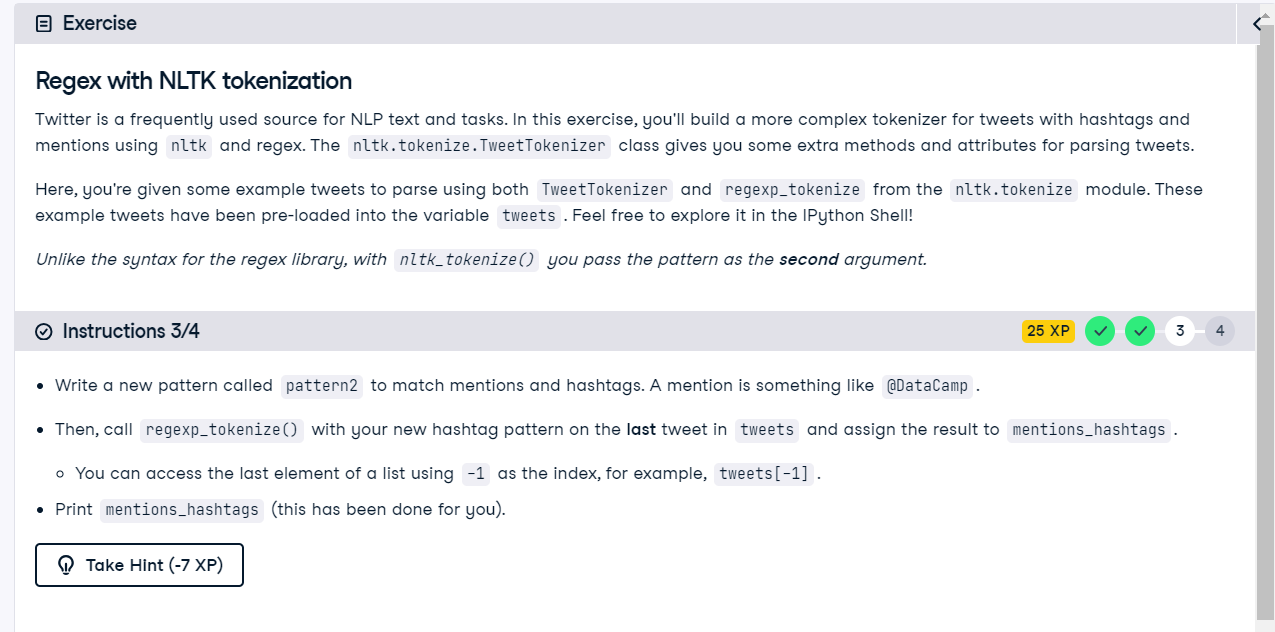 Exercise
Regex with NLTK tokenization
Twitter is a frequently used source for NLP text and tasks. In this exercise, you'll build a more complex tokenizer for tweets with hashtags and
mentions using nltk and regex. The nltk.tokenize.TweetTokenizer class gives you some extra methods and attributes for parsing tweets.
Here, you're given some example tweets to parse using both TweetTokenizer and regexp_tokenize from the nltk.tokenize module. These
example tweets have been pre-loaded into the variable tweets. Feel free to explore it in the IPython Shell!
Unlike the syntax for the regex library, with nltk_tokenize() you pass the pattern as the second argument.
Instructions 3/4 25 XP 3 4
Write a new pattern called pattern2 to match mentions and hashtags. A mention is something like @DataCamp.
Then, call regexp_tokenize() with your new hashtag pattern on the last tweet in tweets and assign the result to mentions_hashtags.
You can access the last element of a list using -1 as the index, for example, tweets[-1].
Print mentions_hashtags (this has been done for you).
Take Hint (-7 XP)